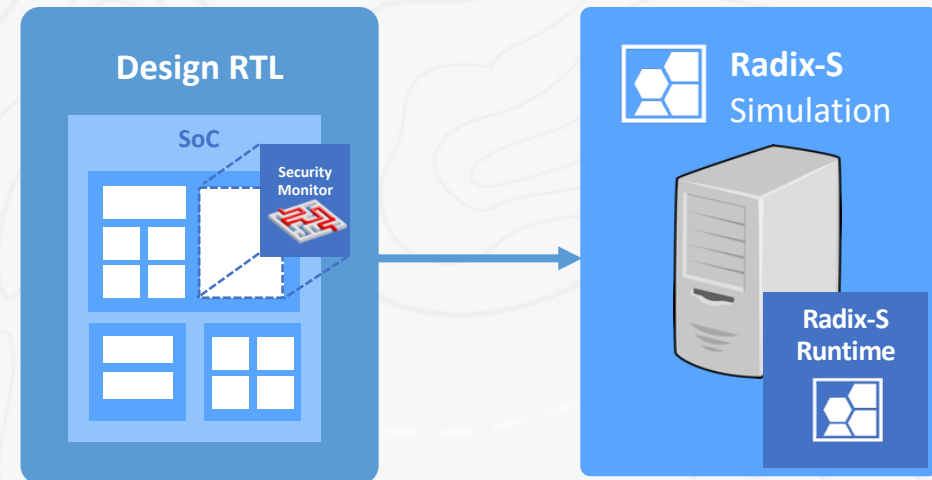 Design RTL
SoC
Security
Monitor
Radix-S
Simulation
Radix-S
Runtime